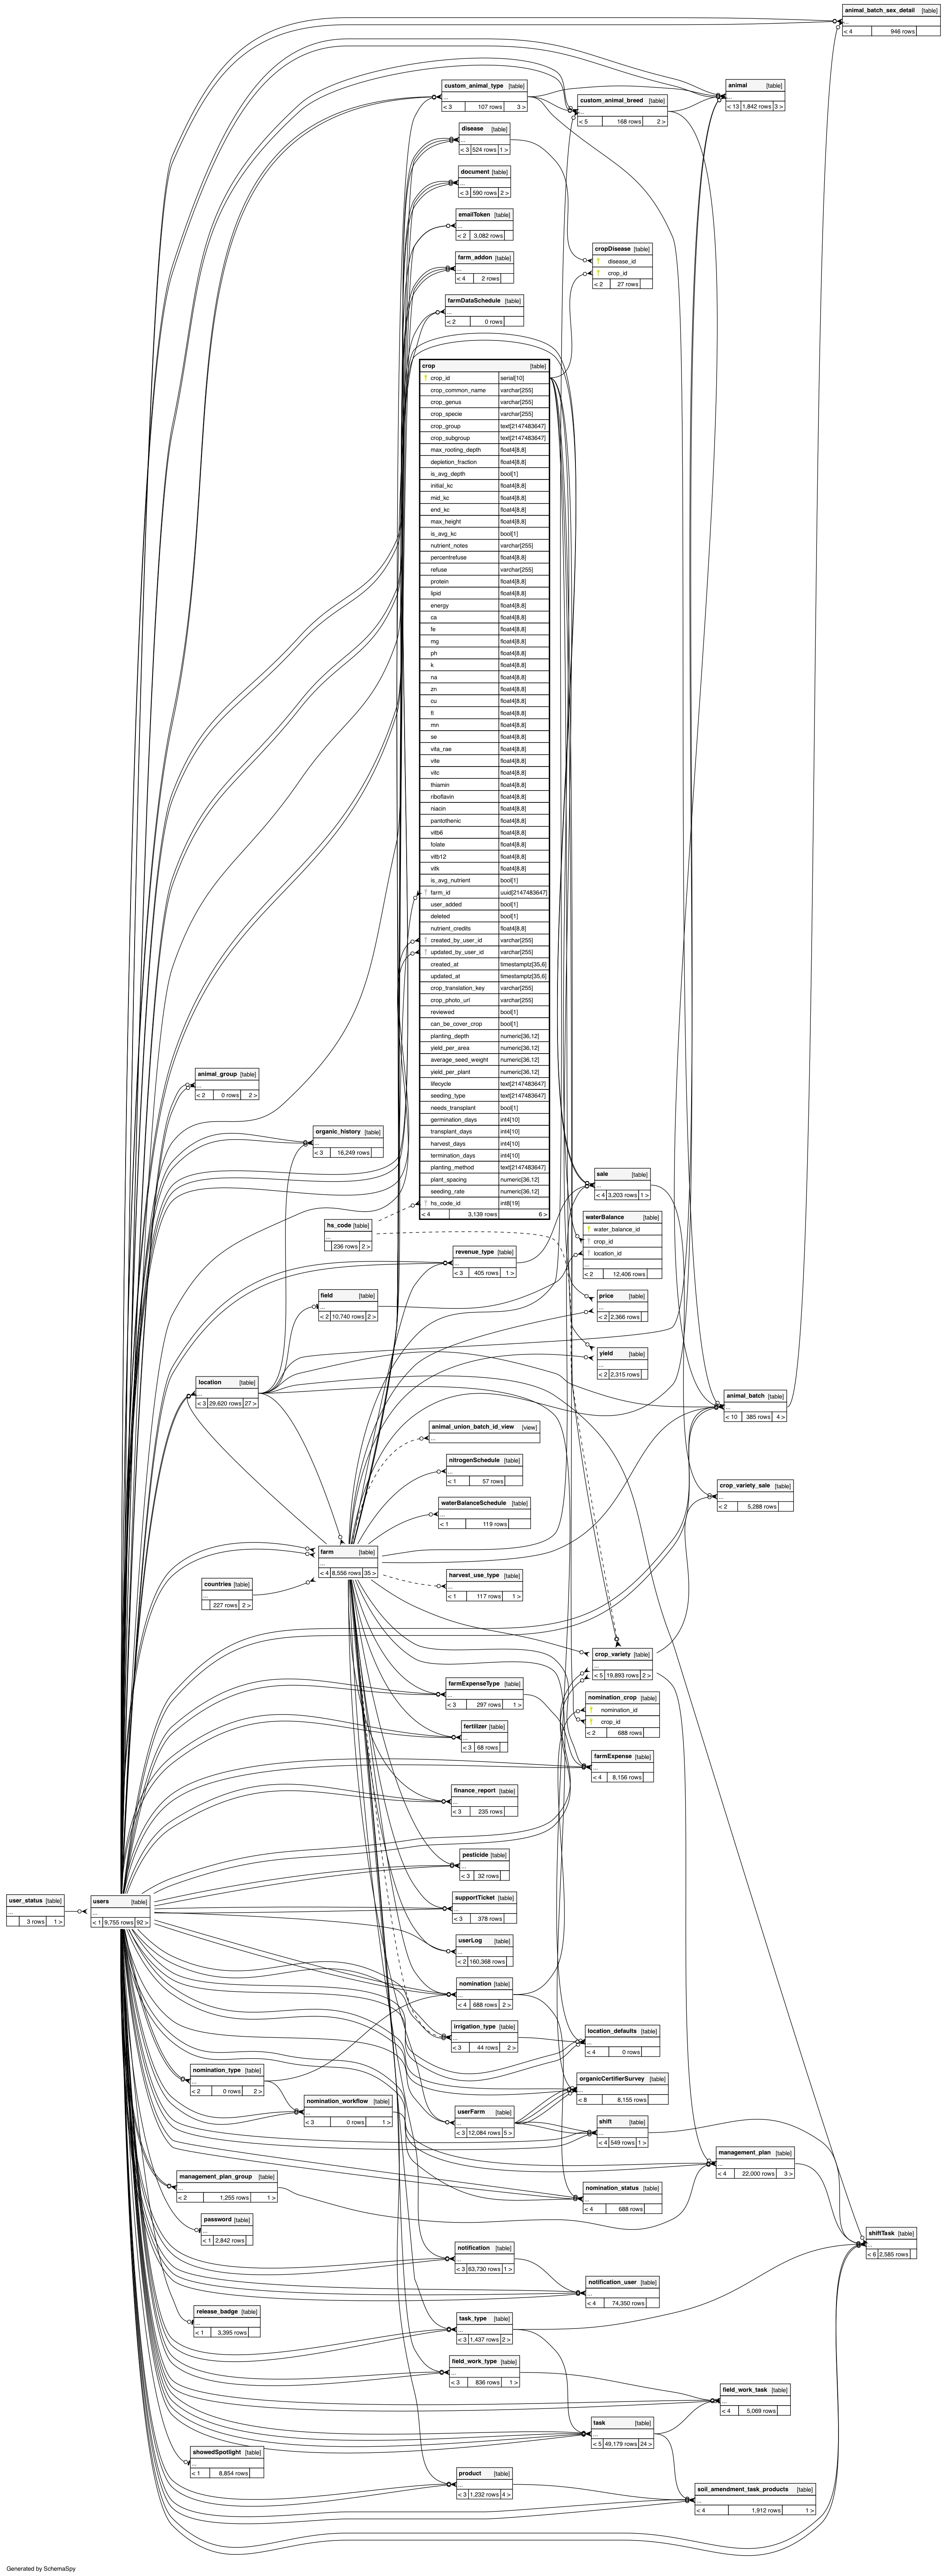 animal_batch_sex_detail [table]
...
< 4 946 rows
custom_animal_type [table]
...
< 3 107 rows 3 >
animal [table]
...
< 13 1,842 rows 3 >
custom_animal_breed [table]
...
< 5 168 rows 2 >
disease [table]
...
< 3 524 rows 1 >
document [table]
...
< 3 590 rows 2 >
emailToken [table]
...
< 2 3,082 rows
cropDisease [table]
disease_id
crop_id
< 2 27 rows
farm_addon [table]
...
< 4 2 rows
farmDataSchedule [table]
...
< 2 0 rows
crop [table]
crop_id serial[10]
crop_common_name varchar[255]
crop_genus varchar[255]
crop_specie varchar[255]
crop_group text[2147483647]
crop_subgroup text[2147483647]
max_rooting_depth float4[8,8]
depletion_fraction float4[8,8]
is_avg_depth bool[1]
initial_kc float4[8,8]
mid_kc float4[8,8]
end_kc float4[8,8]
max_height float4[8,8]
is_avg_kc bool[1]
nutrient_notes varchar[255]
percentrefuse float4[8,8]
refuse varchar[255]
protein float4[8,8]
lipid float4[8,8]
energy float4[8,8]
ca float4[8,8]
fe float4[8,8]
mg float4[8,8]
ph float4[8,8]
k float4[8,8]
na float4[8,8]
zn float4[8,8]
cu float4[8,8]
fl float4[8,8]
mn float4[8,8]
se float4[8,8]
vita_rae float4[8,8]
vite float4[8,8]
vitc float4[8,8]
thiamin float4[8,8]
riboflavin float4[8,8]
niacin float4[8,8]
pantothenic float4[8,8]
vitb6 float4[8,8]
folate float4[8,8]
vitb12 float4[8,8]
vitk float4[8,8]
is_avg_nutrient bool[1]
farm_id uuid[2147483647]
user_added bool[1]
deleted bool[1]
nutrient_credits float4[8,8]
created_by_user_id varchar[255]
updated_by_user_id varchar[255]
created_at timestamptz[35,6]
updated_at timestamptz[35,6]
crop_translation_key varchar[255]
crop_photo_url varchar[255]
reviewed bool[1]
can_be_cover_crop bool[1]
planting_depth numeric[36,12]
yield_per_area numeric[36,12]
average_seed_weight numeric[36,12]
yield_per_plant numeric[36,12]
lifecycle text[2147483647]
seeding_type text[2147483647]
needs_transplant bool[1]
germination_days int4[10]
transplant_days int4[10]
harvest_days int4[10]
termination_days int4[10]
planting_method text[2147483647]
plant_spacing numeric[36,12]
seeding_rate numeric[36,12]
hs_code_id int8[19]
< 4 3,139 rows 6 >
animal_group [table]
...
< 2 0 rows 2 >
organic_history [table]
...
< 3 16,249 rows
sale [table]
...
< 4 3,203 rows 1 >
hs_code [table]
...
236 rows 2 >
waterBalance [table]
water_balance_id
crop_id
location_id
...
< 2 12,406 rows
revenue_type [table]
...
< 3 405 rows 1 >
field [table]
...
< 2 10,740 rows 2 >
price [table]
...
< 2 2,366 rows
yield [table]
...
< 2 2,315 rows
location [table]
...
< 3 29,620 rows 27 >
animal_batch [table]
...
< 10 385 rows 4 >
animal_union_batch_id_view [view]
...
nitrogenSchedule [table]
...
< 1 57 rows
crop_variety_sale [table]
...
< 2 5,288 rows
waterBalanceSchedule [table]
...
< 1 119 rows
farm [table]
...
< 4 8,556 rows 35 >
countries [table]
...
227 rows 2 >
harvest_use_type [table]
...
< 1 117 rows 1 >
crop_variety [table]
...
< 5 19,893 rows 2 >
farmExpenseType [table]
...
< 3 297 rows 1 >
nomination_crop [table]
nomination_id
crop_id
< 2 688 rows
fertilizer [table]
...
< 3 68 rows
farmExpense [table]
...
< 4 8,156 rows
finance_report [table]
...
< 3 235 rows
pesticide [table]
...
< 3 32 rows
user_status [table]
...
3 rows 1 >
users [table]
...
< 1 9,755 rows 92 >
supportTicket [table]
...
< 3 378 rows
userLog [table]
...
< 2 160,368 rows
nomination [table]
...
< 4 688 rows 2 >
irrigation_type [table]
...
< 3 44 rows 2 >
location_defaults [table]
...
< 4 0 rows
nomination_type [table]
...
< 2 0 rows 2 >
organicCertifierSurvey [table]
...
< 8 8,155 rows
nomination_workflow [table]
...
< 3 0 rows 1 >
userFarm [table]
...
< 3 12,084 rows 5 >
shift [table]
...
< 4 549 rows 1 >
management_plan [table]
...
< 4 22,000 rows 3 >
management_plan_group [table]
...
< 2 1,255 rows 1 >
nomination_status [table]
...
< 4 688 rows
password [table]
...
< 1 2,842 rows
shiftTask [table]
...
< 6 2,585 rows
notification [table]
...
< 3 63,730 rows 1 >
notification_user [table]
...
< 4 74,350 rows
release_badge [table]
...
< 1 3,395 rows
task_type [table]
...
< 3 1,437 rows 2 >
field_work_type [table]
...
< 3 836 rows 1 >
field_work_task [table]
...
< 4 5,069 rows
task [table]
...
< 5 49,179 rows 24 >
showedSpotlight [table]
...
< 1 8,854 rows
product [table]
...
< 3 1,232 rows 4 >
soil_amendment_task_products [table]
...
< 4 1,912 rows 1 >
Generated by SchemaSpy